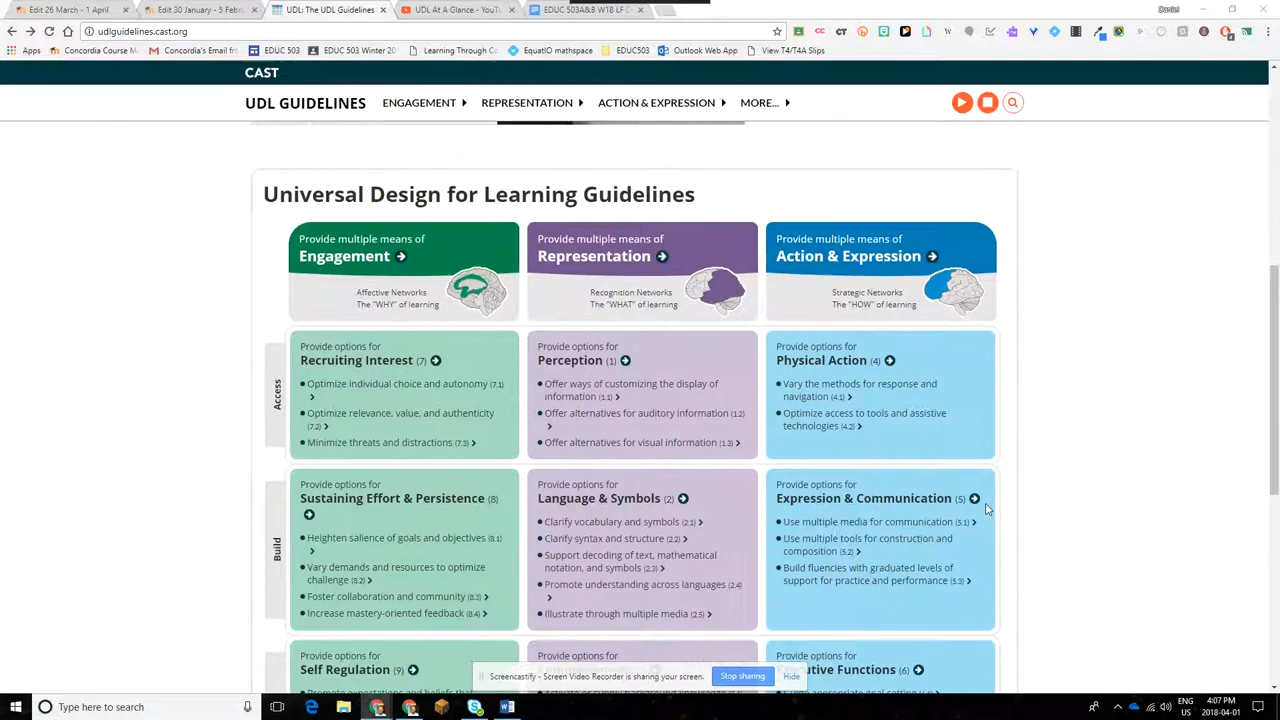 Edit 26 March - 1 April
Edit 30 January - 5 Febru
UDL: The UDL Guidelines
UDL At A Glance - YouTu
EDUC 503A&B W18 LF D
Daniel
udlguidelines.cast.org
Apps
Concordia Course M
Concordia's Email fr
EDUC 503
EDUC 503 Winter 20
Learning Through Co
EquatIO mathspace
EDUC503
Outlook Web App
View T4/T4A Slips
CAST
UDL GUIDELINES
ENGAGEMENT
REPRESENTATION
ACTION & EXPRESSION
MORE...
Universal Design for Learning Guidelines
Provide multiple means of
Engagement
Affective Networks
The "WHY" of learning
Provide multiple means of
Representation
Recognition Networks
The "WHAT" of learning
Provide multiple means of
Action & Expression
Strategic Networks
The "HOW" of learning
Access
Provide options for
Recruiting Interest (7)
Optimize individual choice and autonomy (7.1)
Optimize relevance, value, and authenticity
(7.2)
Minimize threats and distractions (7.3)
Provide options for
Perception (1)
Offer ways of customizing the display of
information (1.1)
Offer alternatives for auditory information (1.2)
Offer alternatives for visual information (1.3)
Provide options for
Physical Action (4)
Vary the methods for response and
navigation (4.1)
Optimize access to tools and assistive
technologies (4.2)
Build
Provide options for
Sustaining Effort & Persistence (8)
Heighten salience of goals and objectives (8.1)
Vary demands and resources to optimize
challenge (8.2)
Foster collaboration and community (8.3)
Increase mastery-oriented feedback (8.4)
Provide options for
Language & Symbols (2)
Clarify vocabulary and symbols (2.1)
Clarify syntax and structure (2.2)
Support decoding of text, mathematical
notation, and symbols (2.3)
Promote understanding across languages (2.4)
Illustrate through multiple media (2.5)
Provide options for
Expression & Communication (5)
Use multiple media for communication (5.1)
Use multiple tools for construction and
composition (5.2)
Build fluencies with graduated levels of
support for practice and performance (5.3)
Provide options for
Self Regulation (9)
Provide options for
Provide options for
Executive Functions (6)
Screencastify - Screen Video Recorder is sharing your screen.
Stop sharing
Hide
Type here to search
ENG
US
4:07 PM
2018-04-01